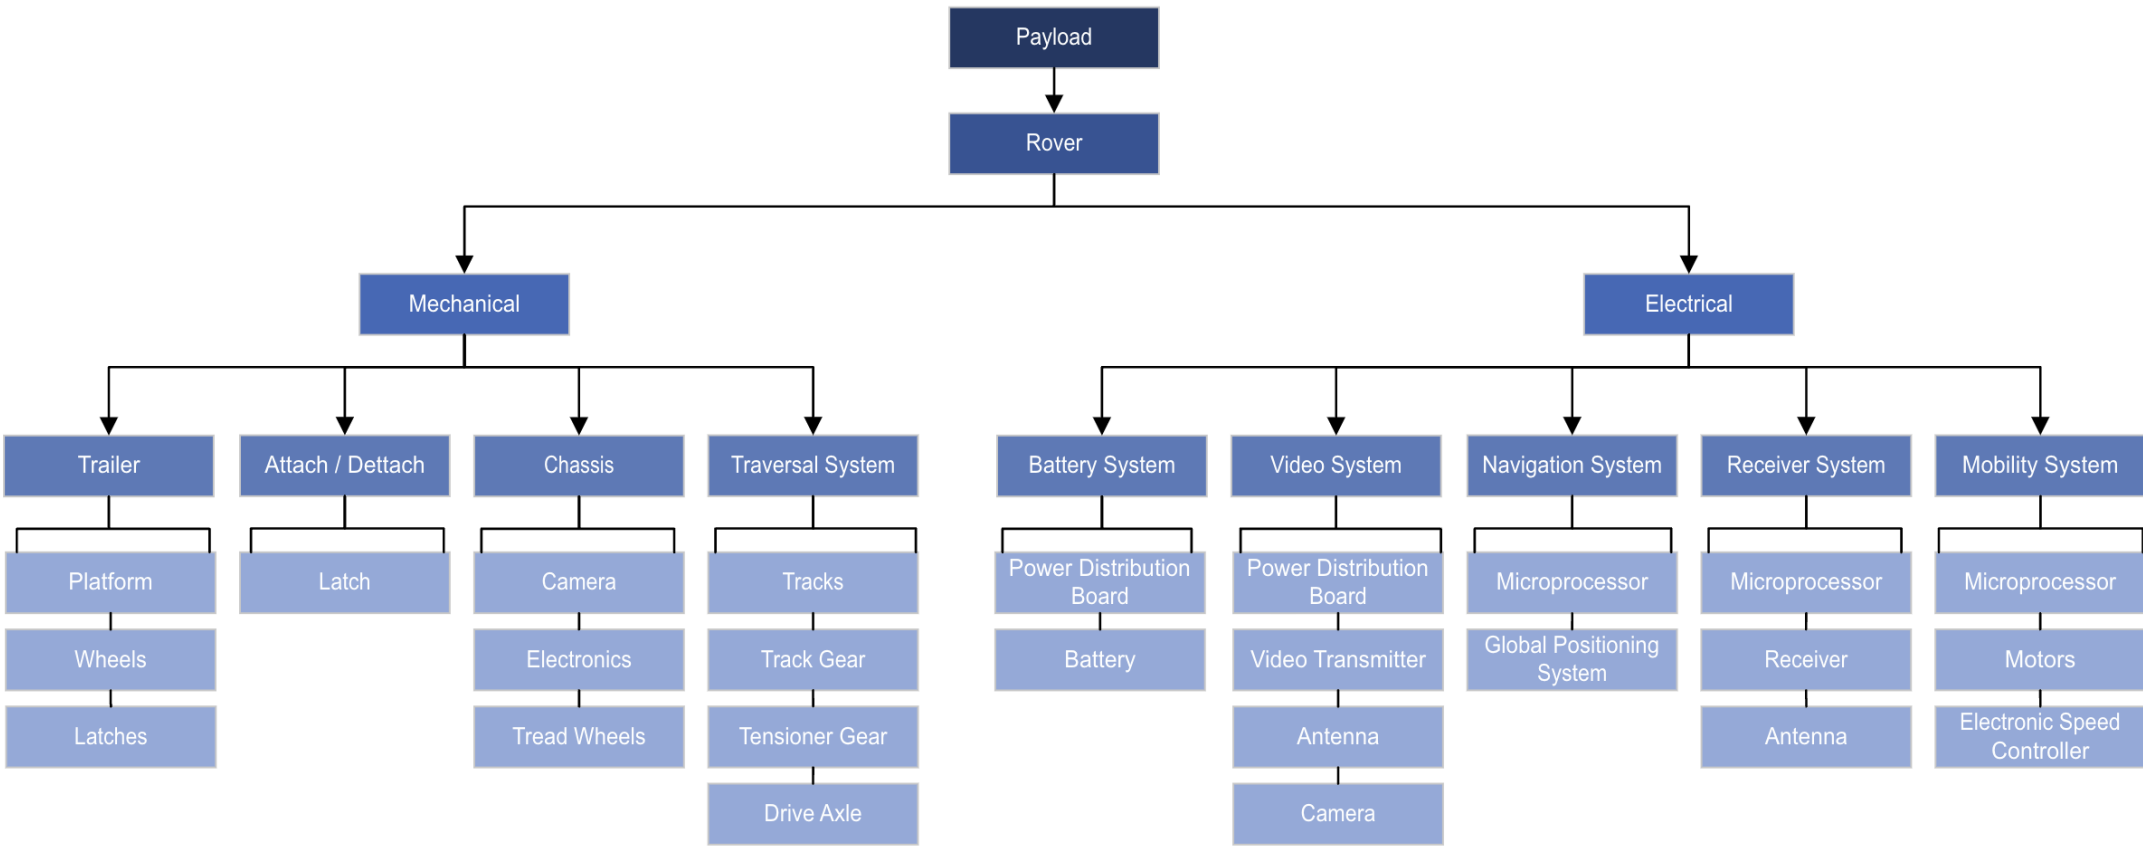 Payload
Rover
Mechanical
Electrical
Trailer
Attach / Dettach
Chassis
Traversal System
Battery System
Video System
Navigation System
Receiver System
Mobility System
Platform
Wheels
Latches
Latch
Camera
Electronics
Tread Wheels
Tracks
Track Gear
Tensioner Gear
Drive Axle
Power Distribution
Board
Battery
Power Distribution
Board
Video Transmitter
Antenna
Camera
Microprocessor
Global Positioning
System
Microprocessor
Receiver
Antenna
Microprocessor
Motors
Electronic Speed
Controller